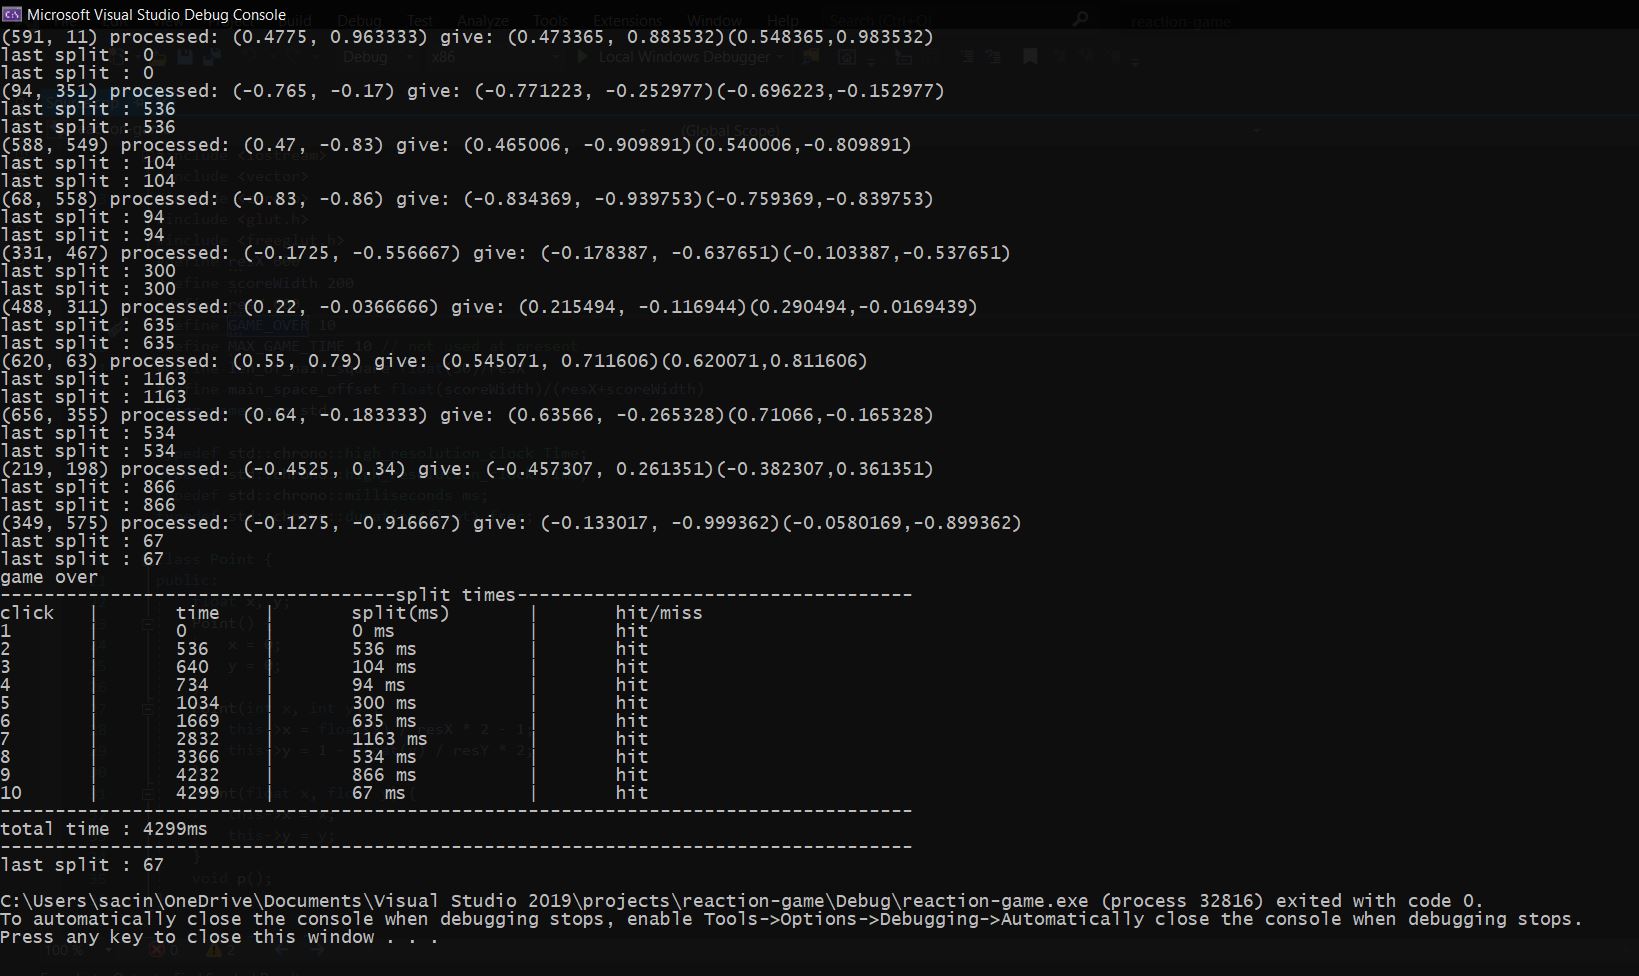 Microsoft Visual Studio Debug Console
(591, 11) processed: (0.4775, 0.963333) give: (0.473365, 0.883532)(0.548365,0.983532)
last split : 0
last split : 0
(94, 351) processed: (-0.765, -0.17) give: (-0.771223, -0.252977)(-0.696223,-0.152977)
last split : 536
last split : 536
(588, 549) processed: (0.47, -0.83) give: (0.465006, -0.909891)(0.540006,-0.809891)
last split : 104
last split : 104
(68, 558) processed: (-0.83, -0.86) give: (-0.834369, -0.939753)(-0.759369,-0.839753)
last split : 94
last split : 94
(331, 467) processed: (-0.1725, -0.556667) give: (-0.178387, -0.637651)(-0.103387,-0.537651)
last split : 300
last split : 300
(488, 311) processed: (0.22, -0.0366666) give: (0.215494, -0.116944)(0.290494,-0.0169439)
last split : 635
last split : 635
(620, 63) processed: (0.55, 0.79) give: (0.545071, 0.711606)(0.620071,0.811606)
last split : 1163
last split : 1163
(656, 355) processed: (0.64, -0.183333) give: (0.63566, -0.265328)(0.71066,-0.165328)
last split : 534
last split : 534
(219, 198) processed: (-0.4525, 0.34) give: (-0.457307, 0.261351)(-0.382307,0.361351)
last split : 866
last split : 866
(349, 575) processed: (-0.1275, -0.916667) give: (-0.133017, -0.999362)(-0.0580169,-0.899362)
last split : 67
last split : 67
game over
------------------------------------split times------------------------------------
click | time | split(ms) | hit/miss
1 | 0 | 0 ms | hit
2 | 536 | 536 ms | hit
3 | 640 | 104 ms | hit
4 | 734 | 94 ms | hit
5 | 1034 | 300 ms | hit
6 | 1669 | 635 ms | hit
7 | 2832 | 1163 ms | hit
8 | 3366 | 534 ms | hit
9 | 4232 | 866 ms | hit
10 | 4299 | 67 ms | hit
-----------------------------------------------------------------------------------
total time : 4299ms
-----------------------------------------------------------------------------------
last split : 67
C:\Users\sacin\OneDrive\Documents\Visual Studio 2019\projects\reaction-game\Debug\reaction-game.exe (process 32816) exited with code 0.
To automatically close the console when debugging stops, enable Tools->Options->Debugging->Automatically close the console when debugging stops.
Press any key to close this window . . .